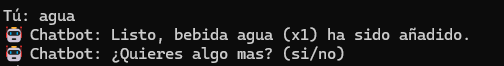 Tú: agua
🤖 Chatbot: Listo, bebida agua (x1) ha sido añadido.
🤖 Chatbot: ¿Quieres algo mas? (si/no)